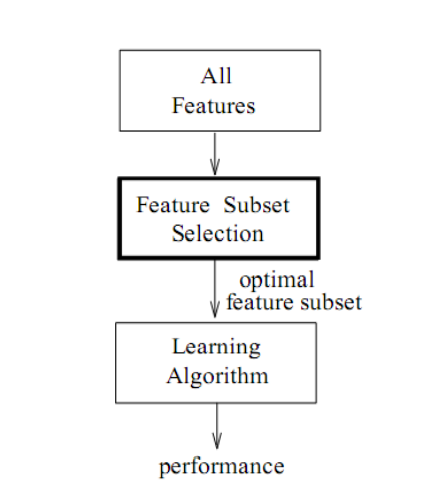 All
Features
Feature Subset
Selection
optimal
feature subset
Learning
Algorithm
performance